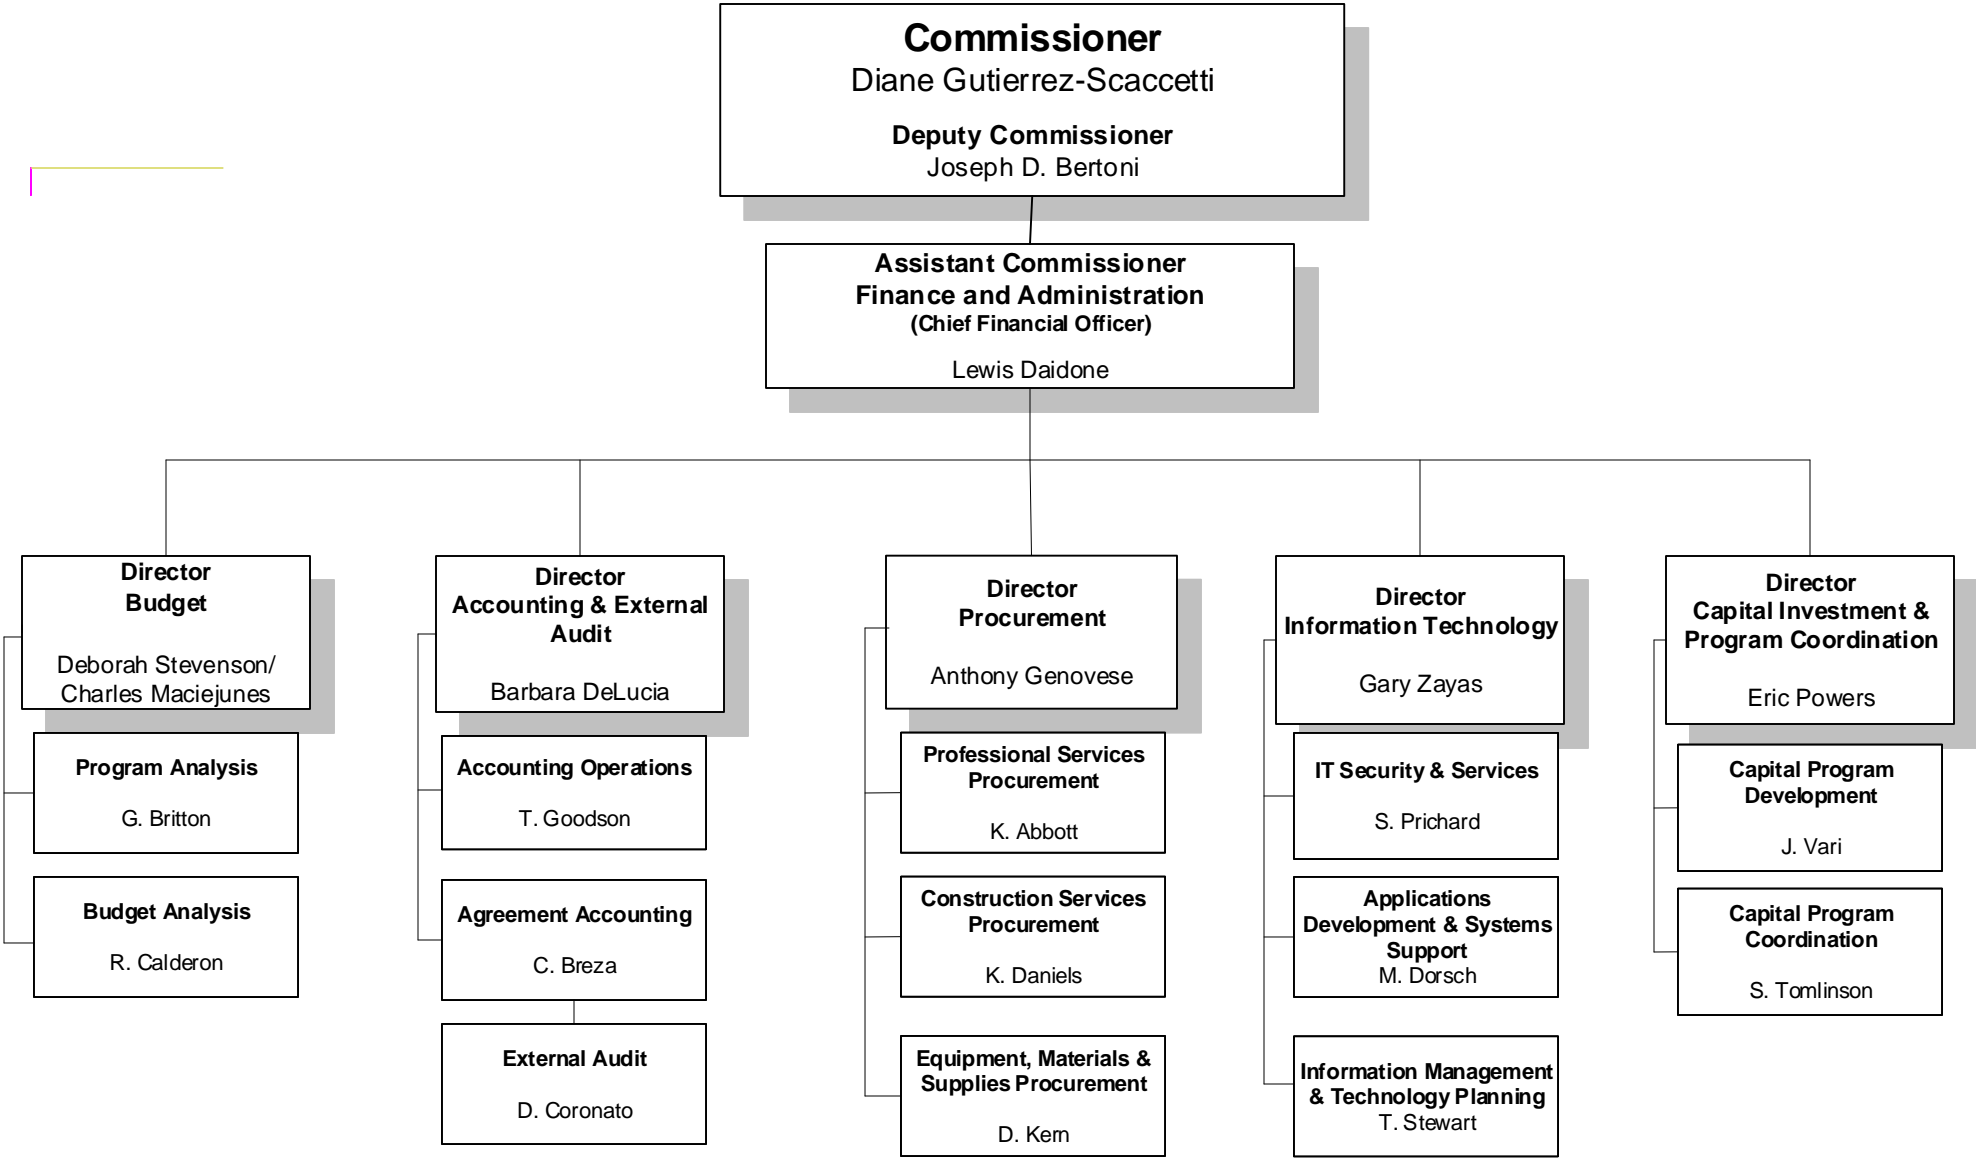 Commissioner
Diane Gutierrez-Scaccetti
Deputy Commissioner
Joseph D. Bertoni
Assistant Commissioner
Finance and Administration
(Chief Financial Officer)
Lewis Daidone
Director
Budget
Deborah Stevenson/
Charles Maciejunes
Program Analysis
G. Britton
Budget Analysis
R. Calderon
Director
Accounting & External
Audit
Barbara DeLucia
Accounting Operations
T. Goodson
Agreement Accounting
C. Breza
External Audit
D. Coronato
Director
Procurement
Anthony Genovese
Professional Services
Procurement
K. Abbott
Construction Services
Procurement
K. Daniels
Equipment, Materials &
Supplies Procurement
D. Kern
Director
Information Technology
Gary Zayas
IT Security & Services
S. Prichard
Applications
Development & Systems
Support
M. Dorsch
Information Management
& Technology Planning
T. Stewart
Director
Capital Investment &
Program Coordination
Eric Powers
Capital Program
Development
J. Vari
Capital Program
Coordination
S. Tomlinson